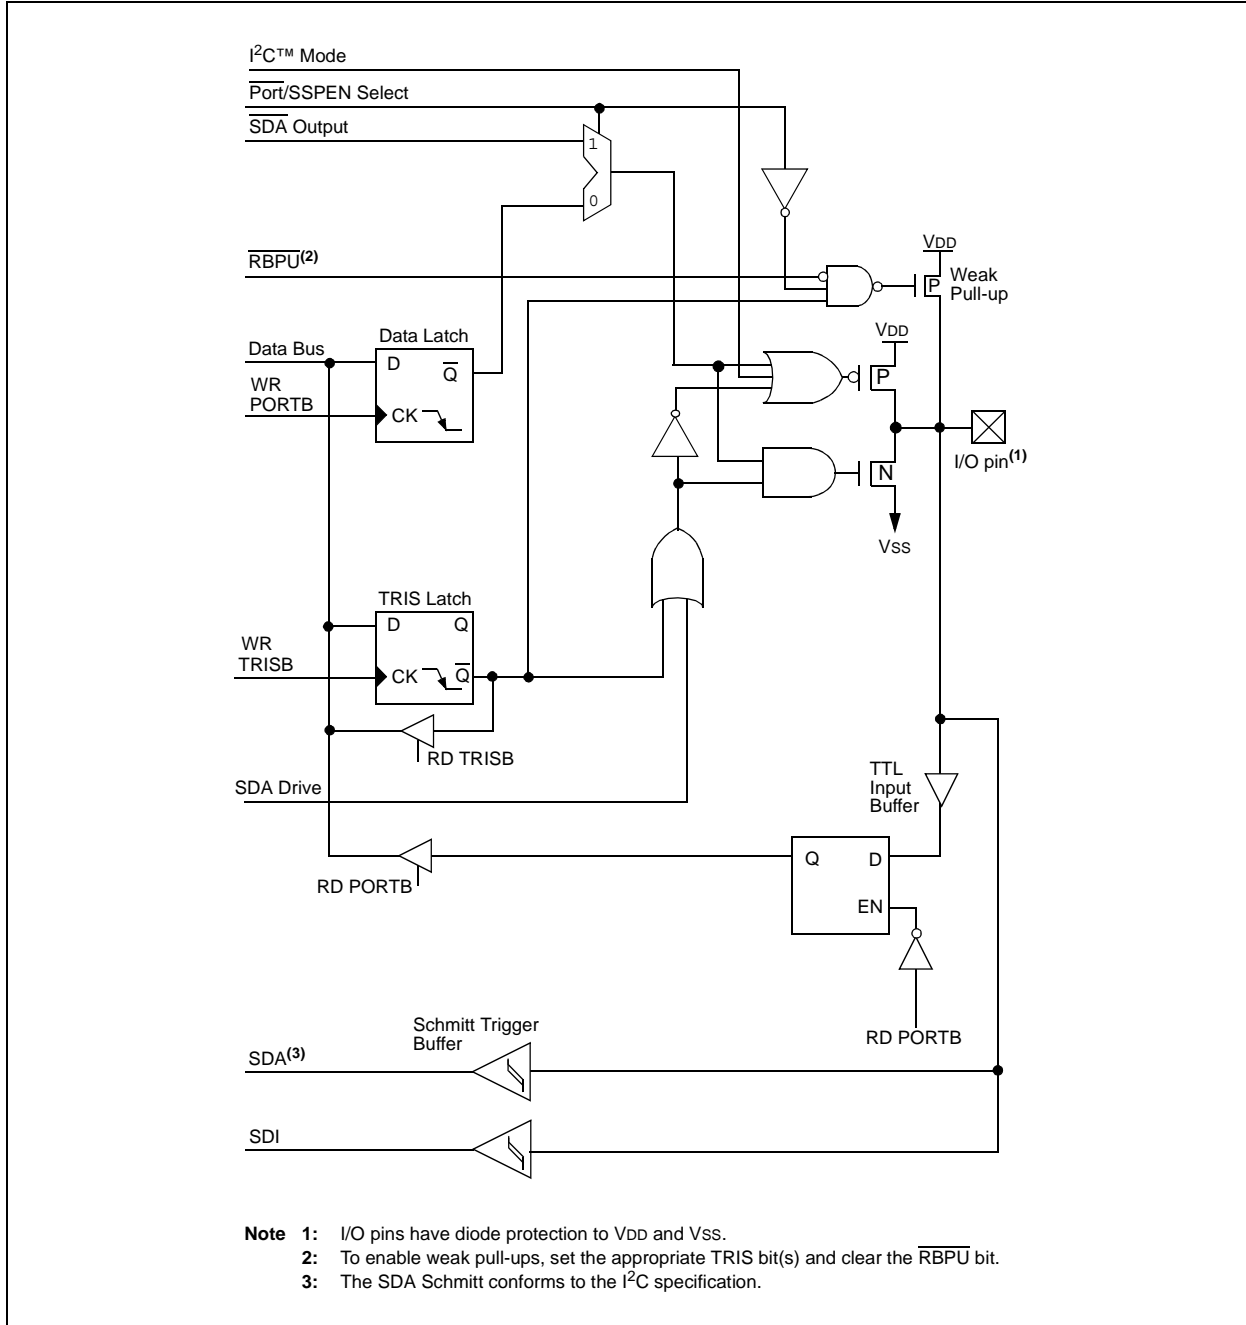 I²C™ Mode
Port/SSPEN Select
SDA Output
1
0
RBPU(2)
VDD
P
Weak
Pull-up
Data Latch
VDD
Data Bus
D
Q
P
WR
PORTB
CK
I/O pin(1)
N
VSS
TRIS Latch
D
Q
WR
TRISB
CK
Q
RD TRISB
SDA Drive
TTL
Input
Buffer
Q
D
RD PORTB
EN
Schmitt Trigger
Buffer
RD PORTB
SDA(3)
SDI
Note 1: I/O pins have diode protection to VDD and VSS.
2: To enable weak pull-ups, set the appropriate TRIS bit(s) and clear the RBPU bit.
3: The SDA Schmitt conforms to the I²C specification.